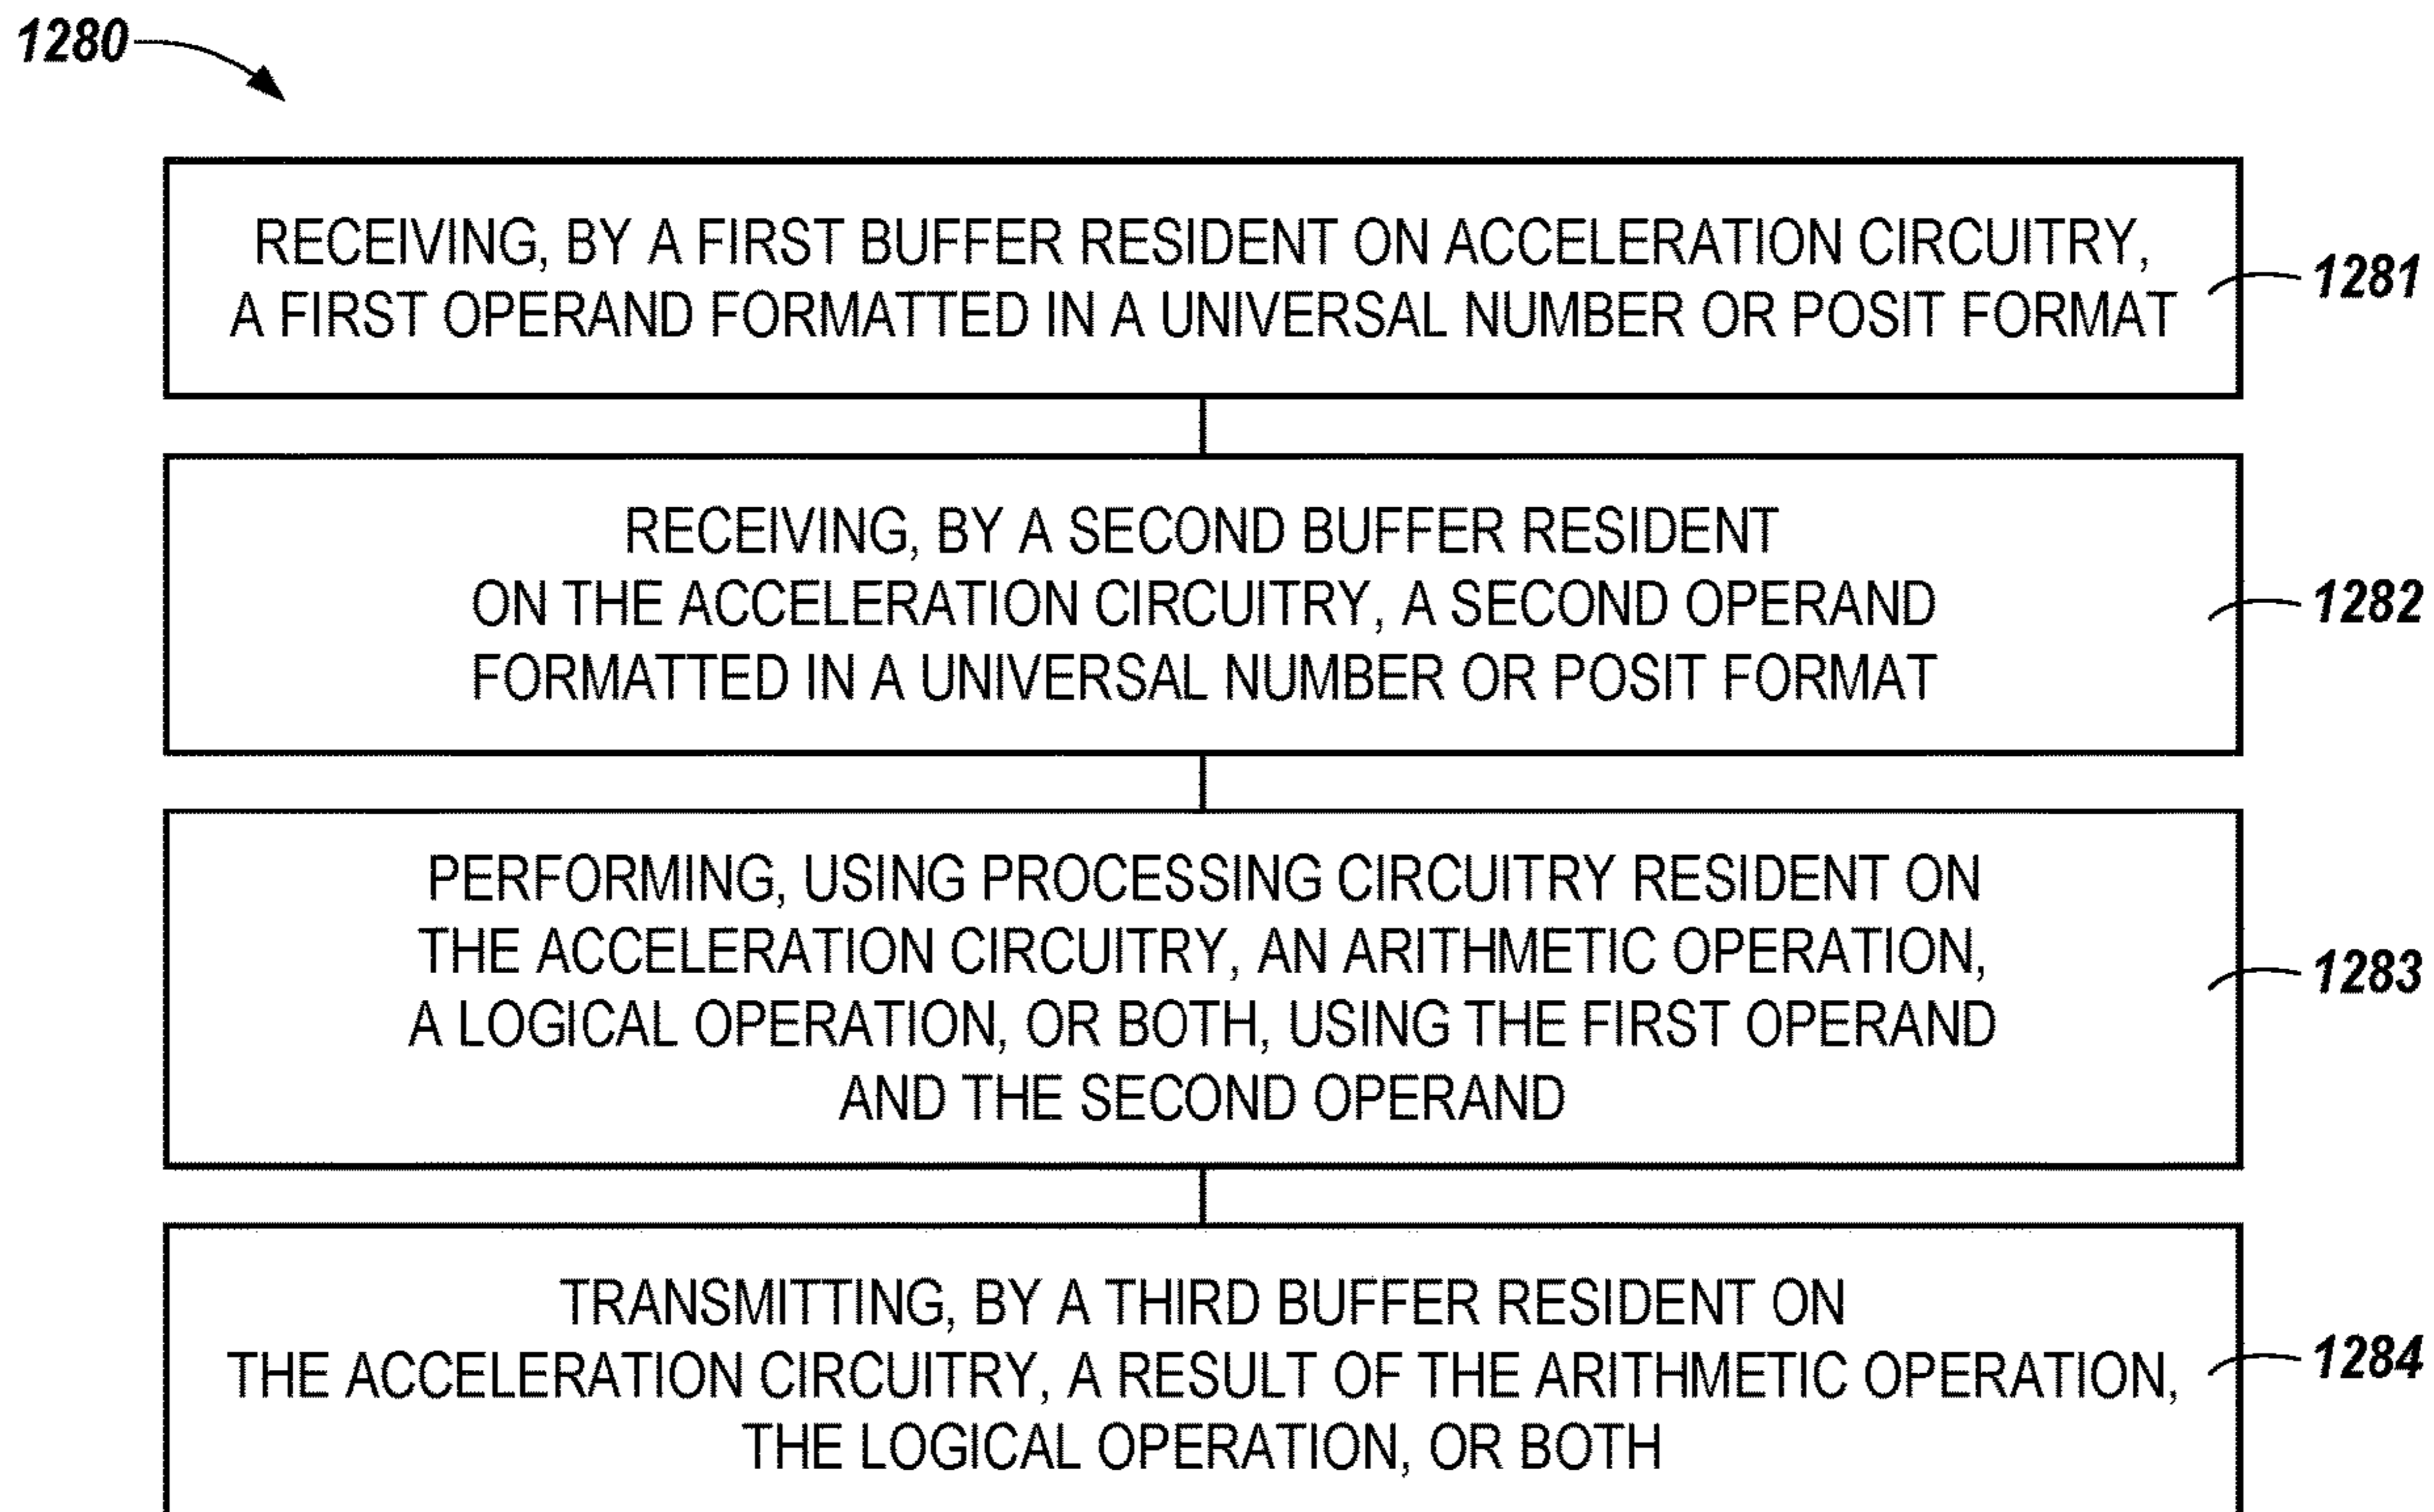 1280
RECEIVING, BY A FIRST BUFFER RESIDENT ON ACCELERATION CIRCUITRY,
A FIRST OPERAND FORMATTED IN A UNIVERSAL NUMBER OR POSIT FORMAT
1281
RECEIVING, BY A SECOND BUFFER RESIDENT
ON THE ACCELERATION CIRCUITRY, A SECOND OPERAND
FORMATTED IN A UNIVERSAL NUMBER OR POSIT FORMAT
1282
PERFORMING, USING PROCESSING CIRCUITRY RESIDENT ON
THE ACCELERATION CIRCUITRY, AN ARITHMETIC OPERATION,
A LOGICAL OPERATION, OR BOTH, USING THE FIRST OPERAND
AND THE SECOND OPERAND
1283
TRANSMITTING, BY A THIRD BUFFER RESIDENT ON
THE ACCELERATION CIRCUITRY, A RESULT OF THE ARITHMETIC OPERATION,
THE LOGICAL OPERATION, OR BOTH
1284